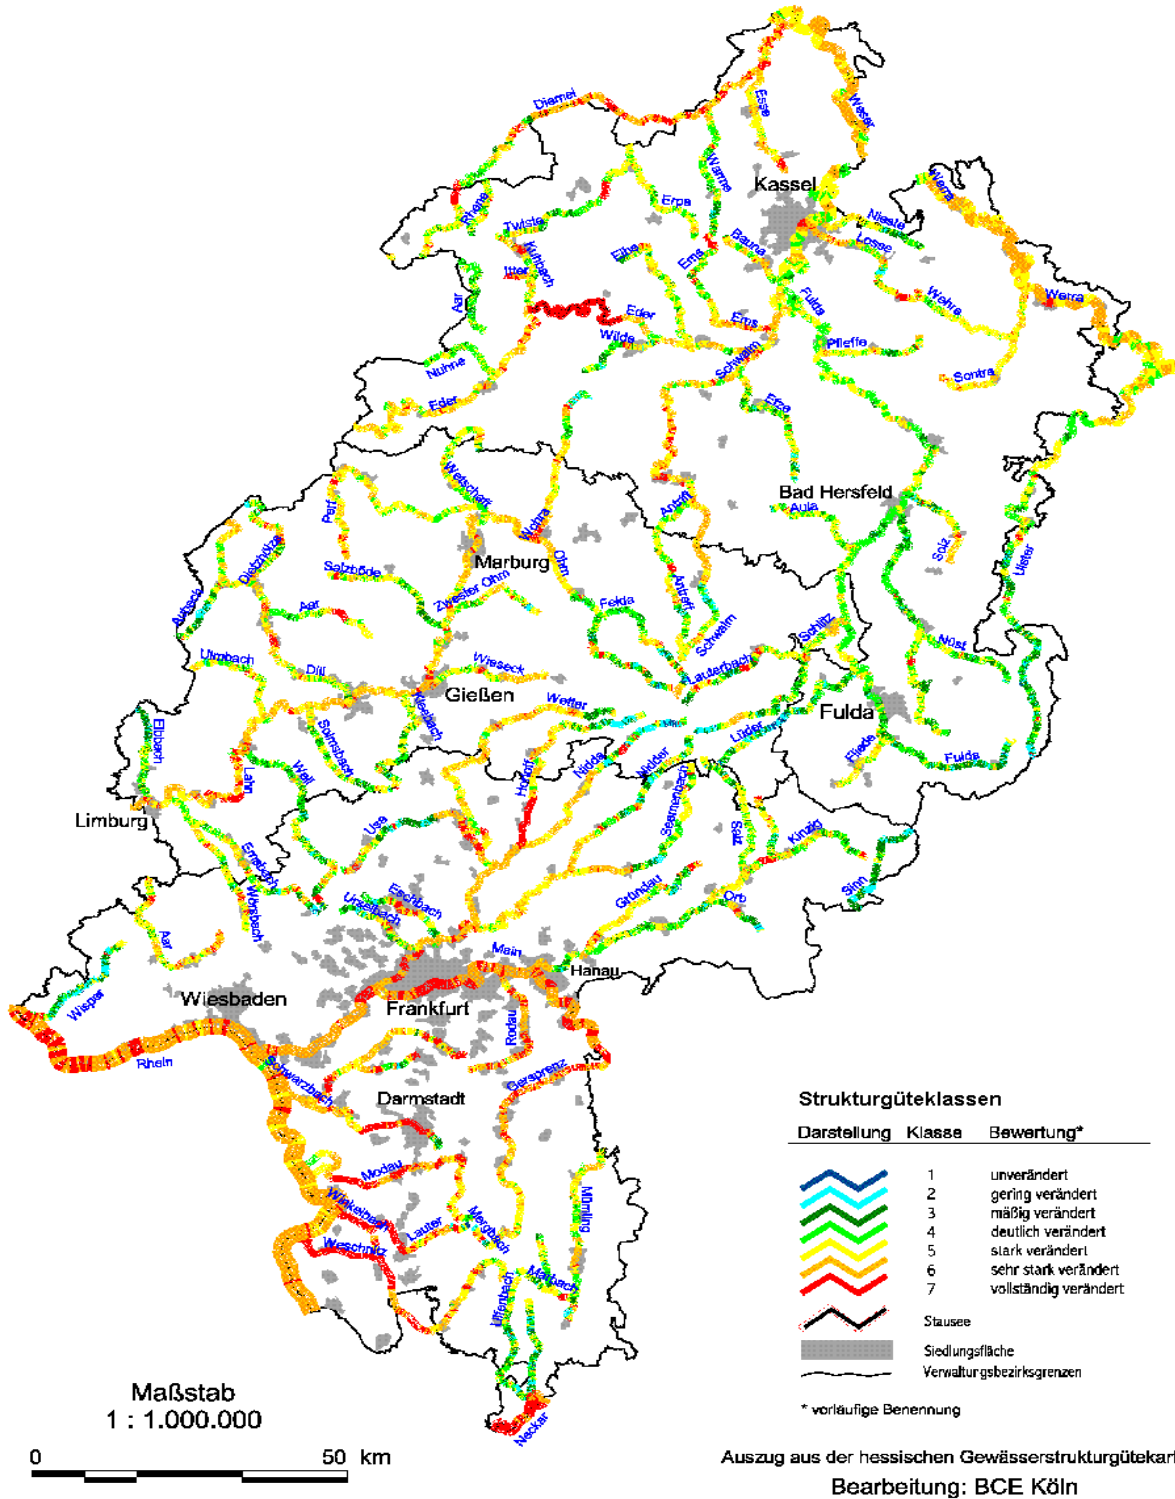 Diemel
Esse
Weser
Warme
Kassel
Werra
Rhene
Twiste
Erpe
Nieste
Elbe
Ems
Bauna
Losse
Kuhbach
Itter
Aar
Eder
Fulda
Wehre
Werra
Wilde
Ems
Pfieffe
Nuhne
Schwalm
Sontra
Eder
Efze
Wetschaff
Bad Hersfeld
Perf
Wohra
Antrift
Aula
Solz
Dietzhölze
Marburg
Ohm
Ulster
Salzböde
Zwester Ohm
Antreff
Felda
Aubach
Aar
Schwalm
Schlitz
Nüst
Ulmbach
Dill
Wieseck
Lauterbach
Gießen
Wetter
Fulda
Elbbach
Solmsbach
Kleebach
Lüder
Lahn
Weil
Horloff
Nidda
Nidder
Fliede
Fulda
Limburg
Usa
Seemenbach
Salz
Kinzig
Emsbach
Wörsbach
Urselbach
Eschbach
Gründau
Orb
Sinn
Aar
Main
Hanau
Wisper
Wiesbaden
Frankfurt
Rodau
Rhein
Schwarzbach
Gersprenz
Darmstadt
Modau
Mümling
Winkelbach
Lauter
Mergbach
Weschnitz
Marbach
Ulfenbach
Neckar
Strukturgüteklassen
Darstellung Klasse Bewertung*
1 unverändert
2 gering verändert
3 mäßig verändert
4 deutlich verändert
5 stark verändert
6 sehr stark verändert
7 vollständig verändert
Stausee
Siedlungsfläche
Verwaltungsbezirksgrenzen
* vorläufige Benennung
Maßstab
1 : 1.000.000
0 50 km
Auszug aus der hessischen Gewässerstrukturgütekart
Bearbeitung: BCE Köln